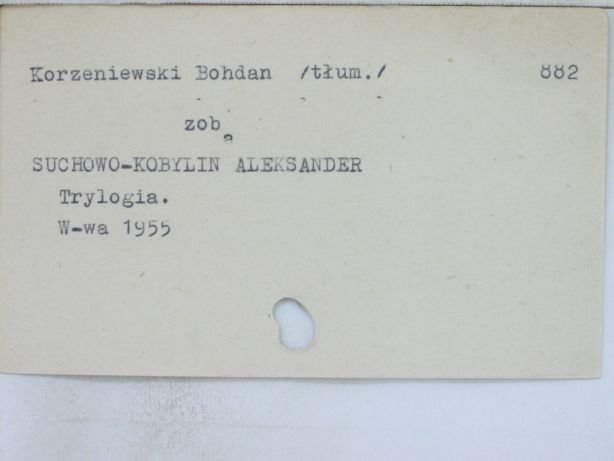 Korzeniewski Bohdan /tłum./ 882
zob.
SUCHOWO-KOBYLIN ALEKSANDER
Trylogia.
W-wa 1955